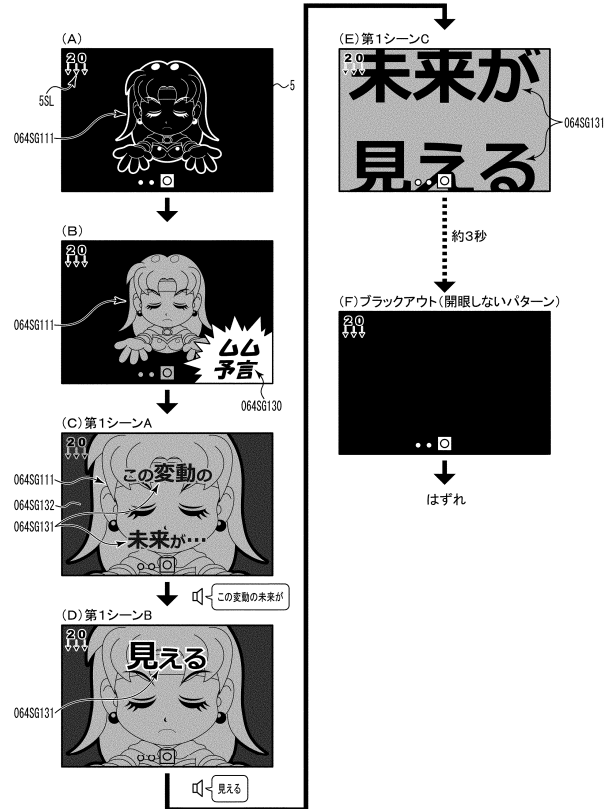 (A)
20
5SL
5
064SG111
(B)
20
064SG111
ムム
予言
064SG130
(C)第1シーンA
20
064SG111
064SG132
064SG131
この変動の
未来が…
この変動の未来が
(D)第1シーンB
20
見える
064SG131
見える
(E)第1シーンC
20
未来が
見える
064SG131
約3秒
(F)ブラックアウト(開眼しないパターン)
20
はずれ